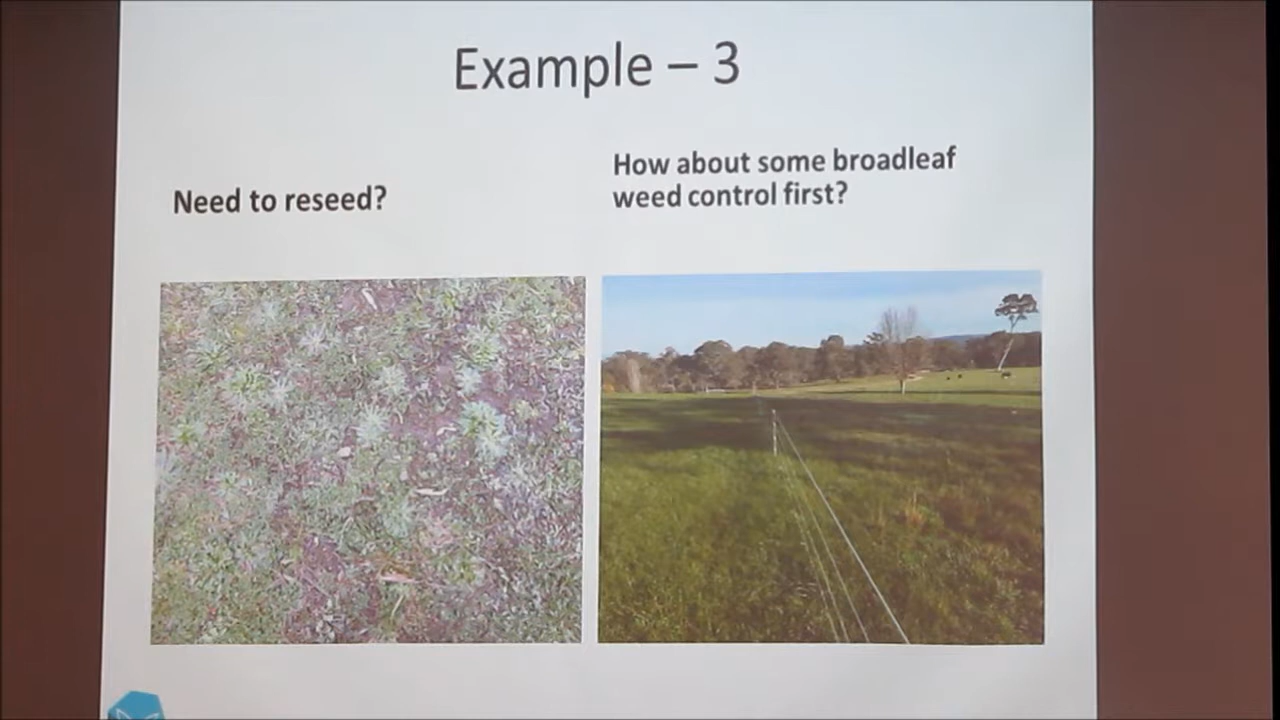 Example – 3
Need to reseed?
How about some broadleaf
weed control first?